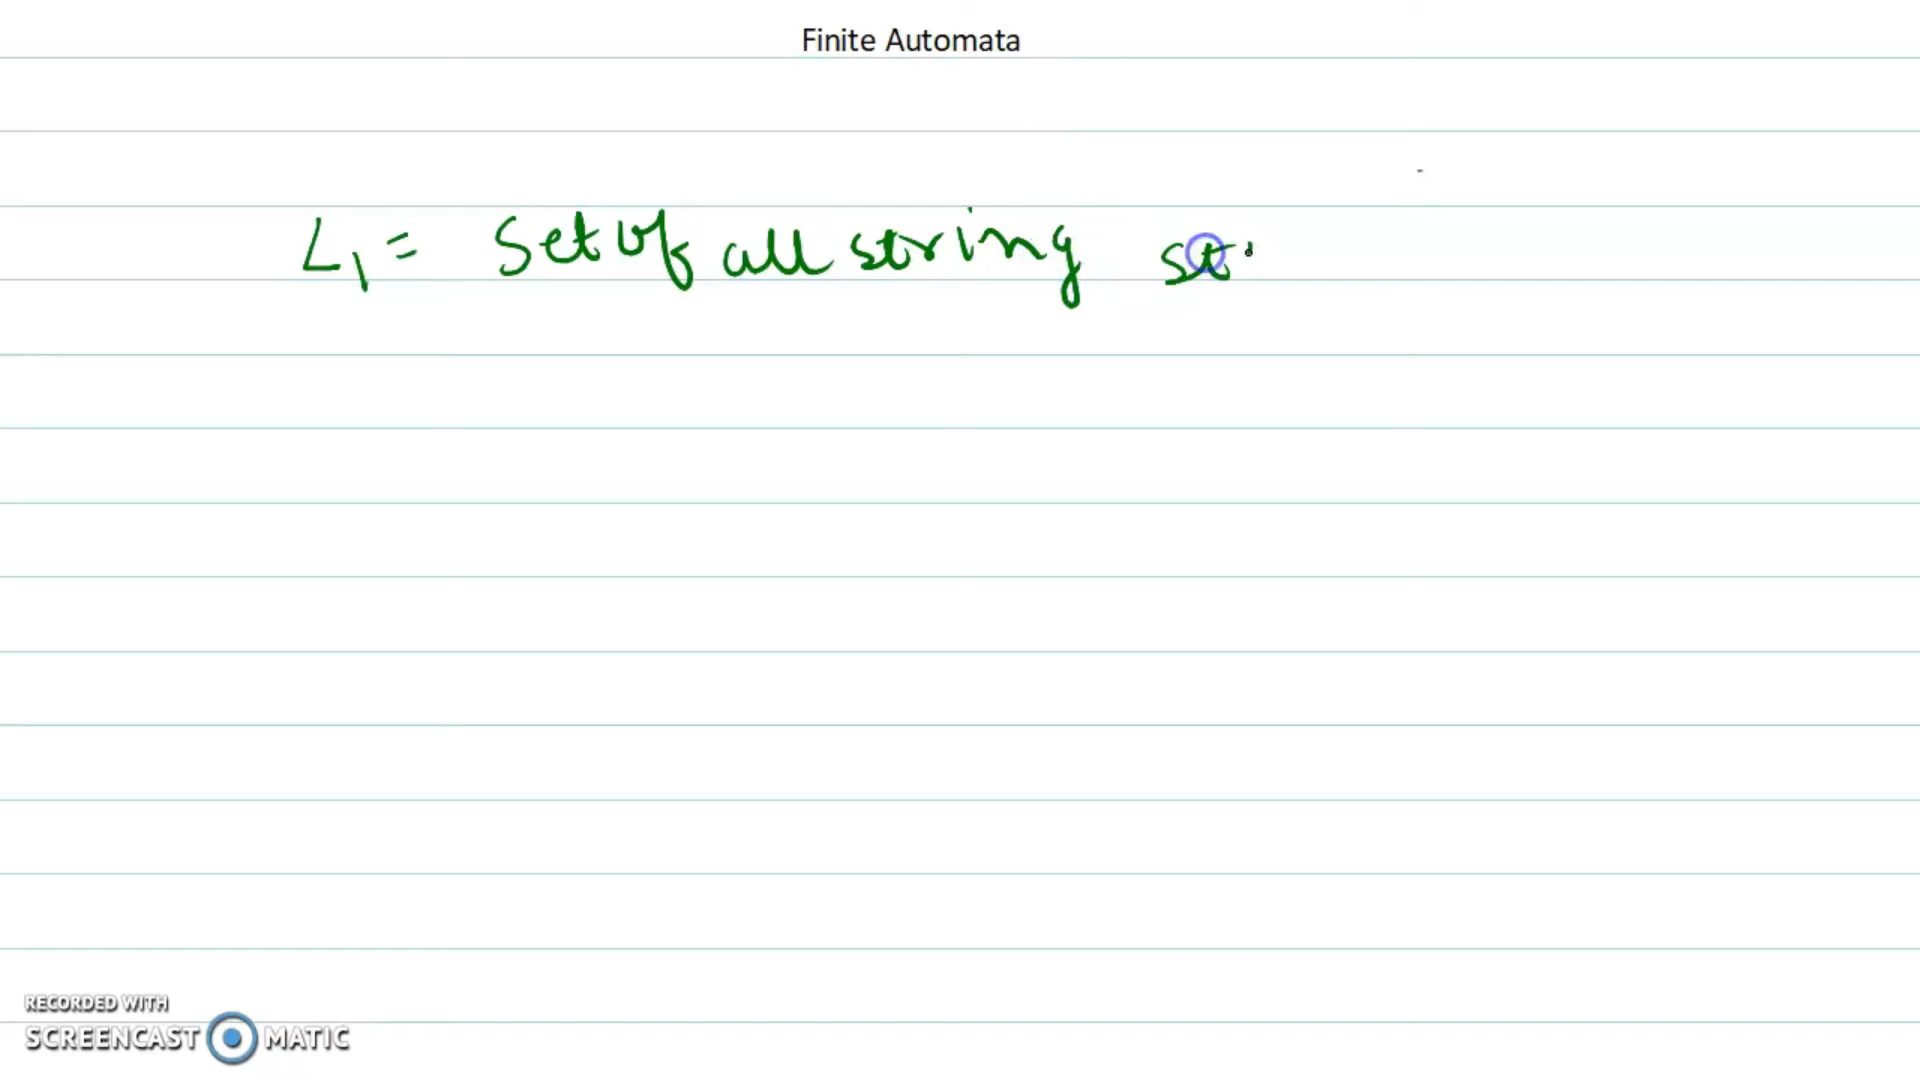 Finite Automata
L1 = Set of all string st
RECORDED WITH
SCREENCAST MATIC